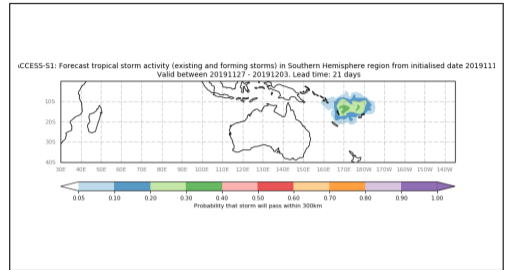 CCESS-S1: Forecast tropical storm activity (existing and forming storms) in Southern Hemisphere region from initialised date 2019111
Valid between 20191127 - 20191203. Lead time: 21 days
10S
20S
30S
40S
30E 40E 50E 60E 70E 80E 90E 100E 110E 120E 130E 140E 150E 160E 170E 180W 170W 160W 150W 140W
0.05 0.10 0.20 0.30 0.40 0.50 0.60 0.70 0.80 0.90 1.00
Probability that storm will pass within 300km